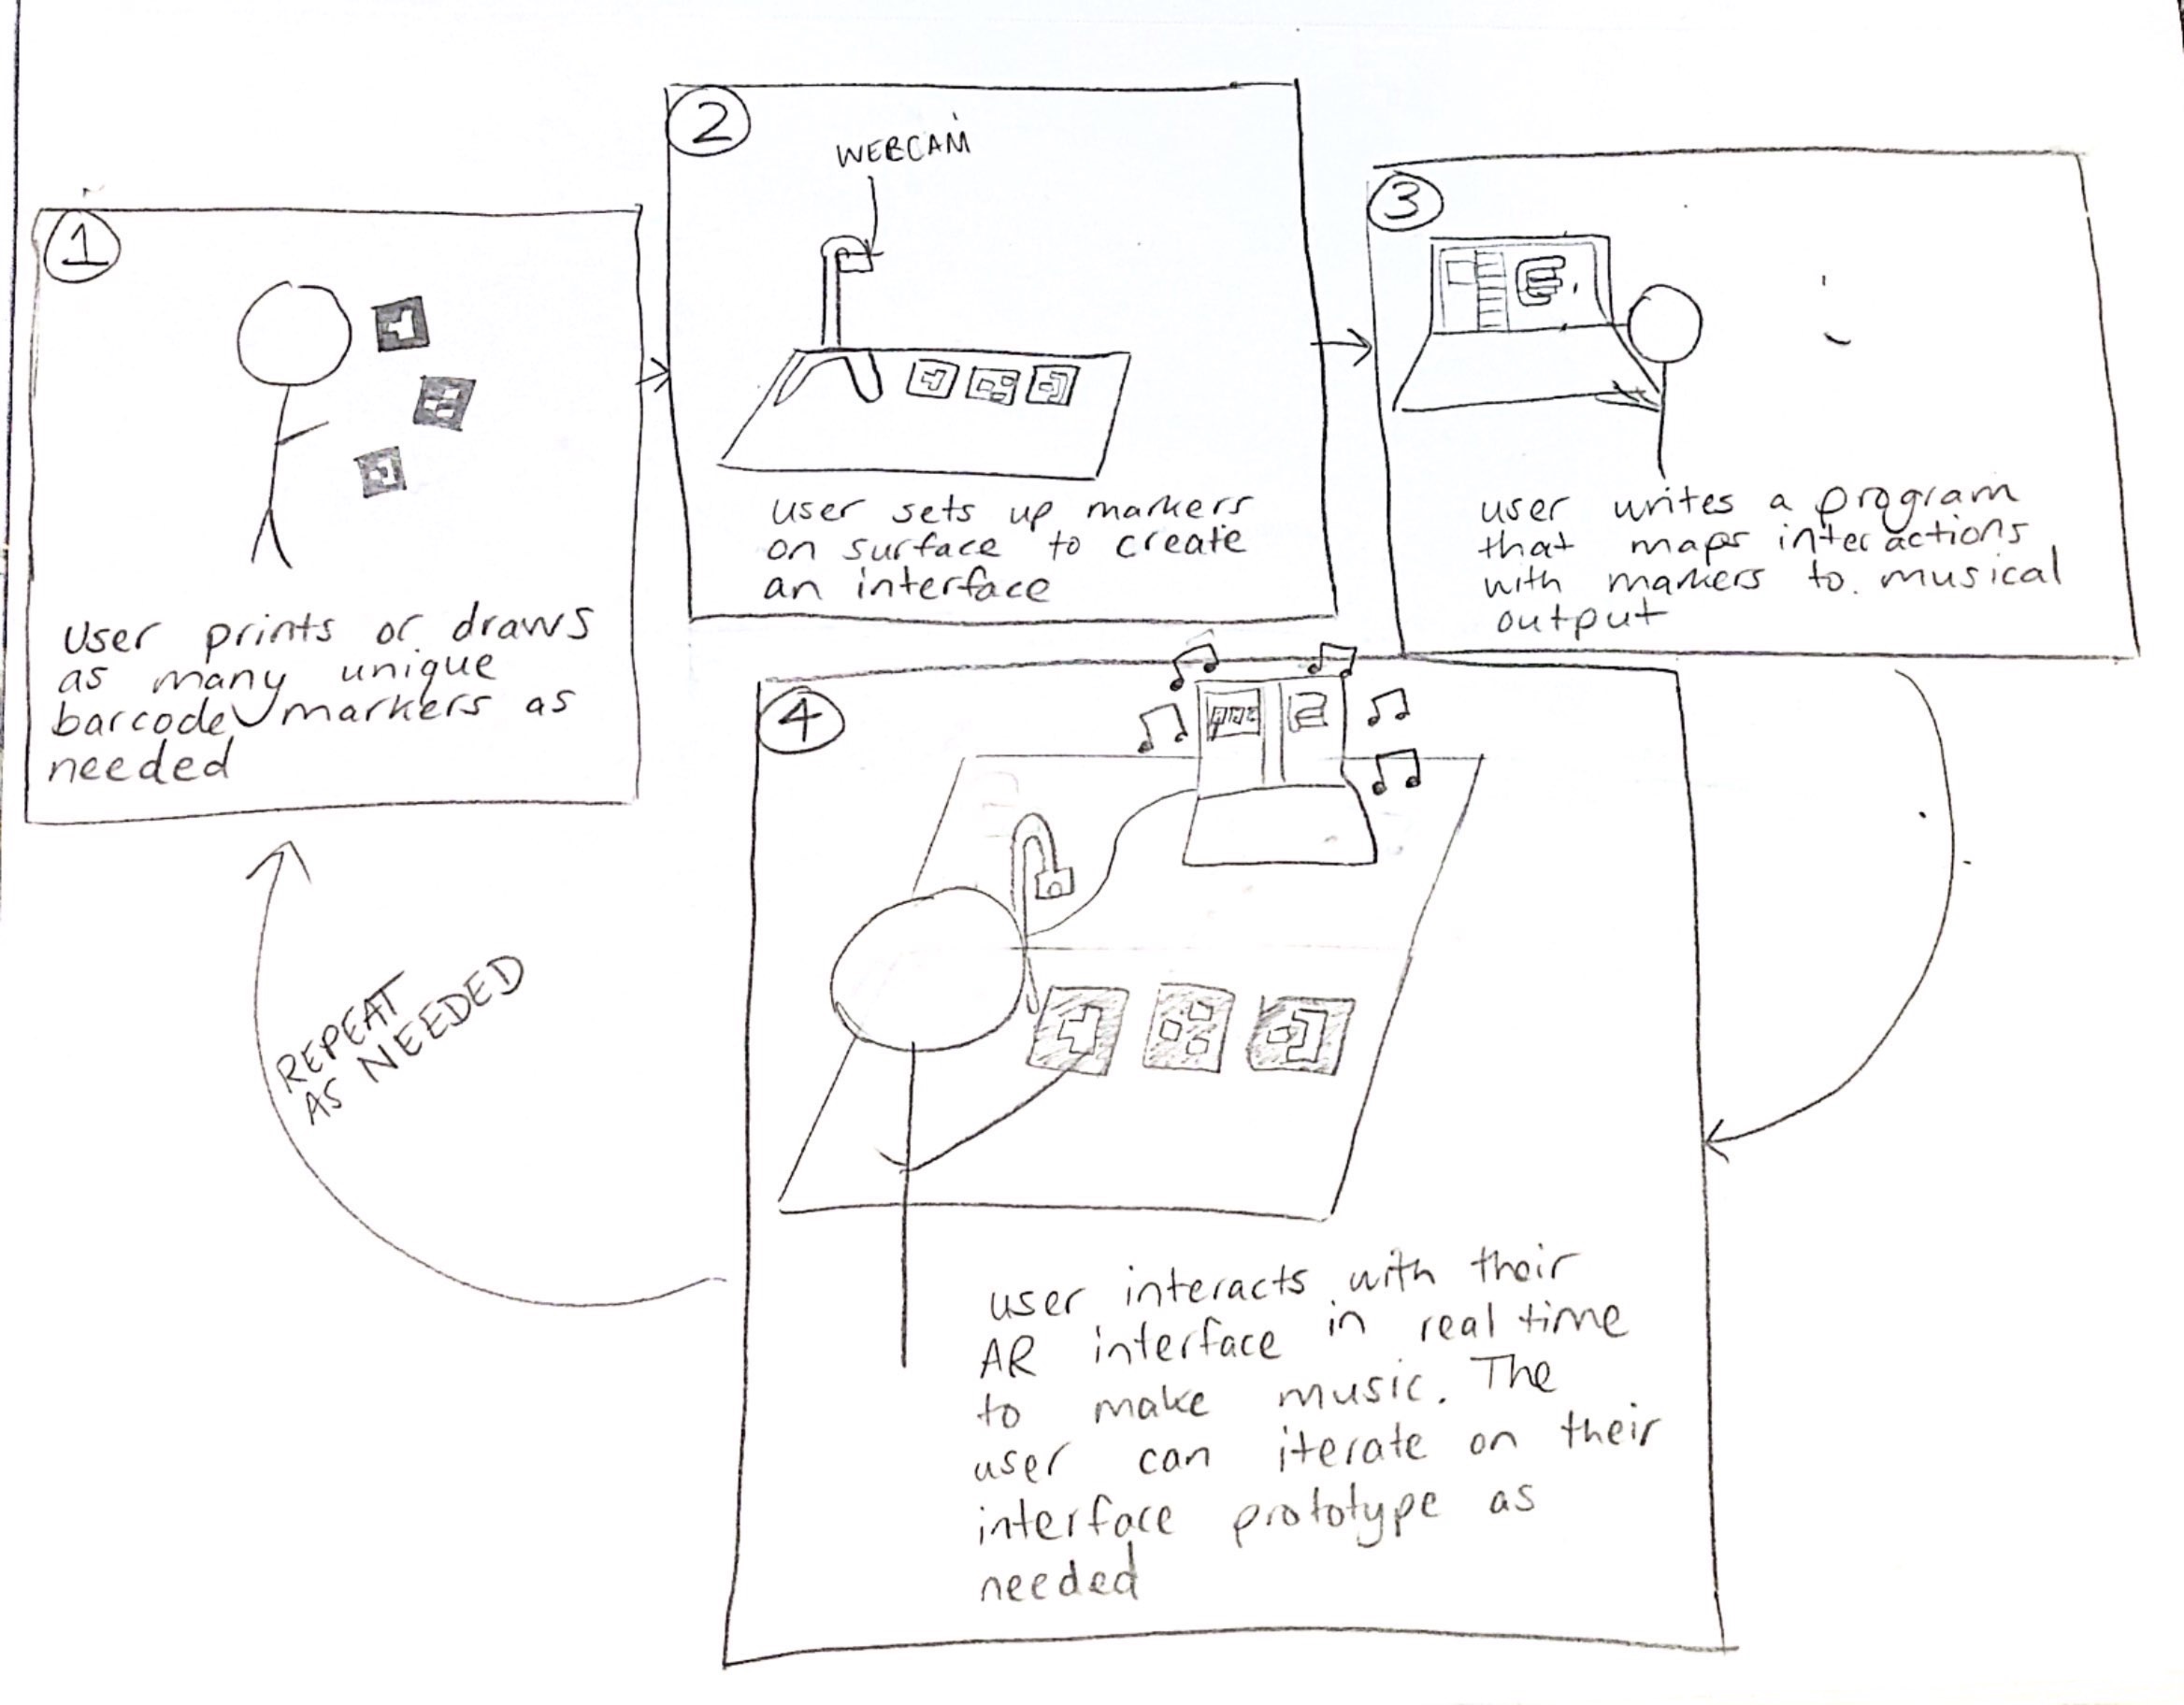 1
user prints or draws
as many unique
barcode markers as
needed
2
WEBCAM
user sets up markers
on surface to create
an interface
3
user writes a program
that maps interactions
with markers to musical
output
4
user interacts with their
AR interface in real time
to make music. The
user can iterate on their
interface prototype as
needed
REPEAT
AS NEEDED